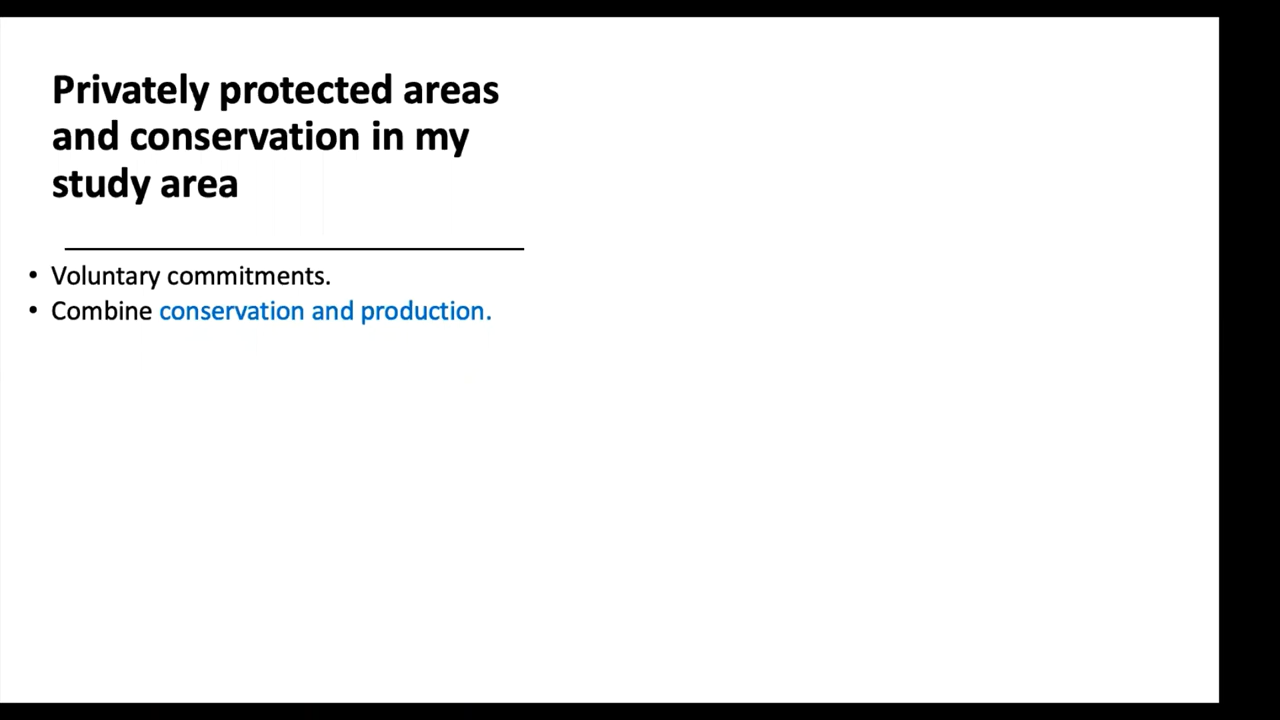 Privately protected areas
and conservation in my
study area
• Voluntary commitments.
• Combine conservation and production.